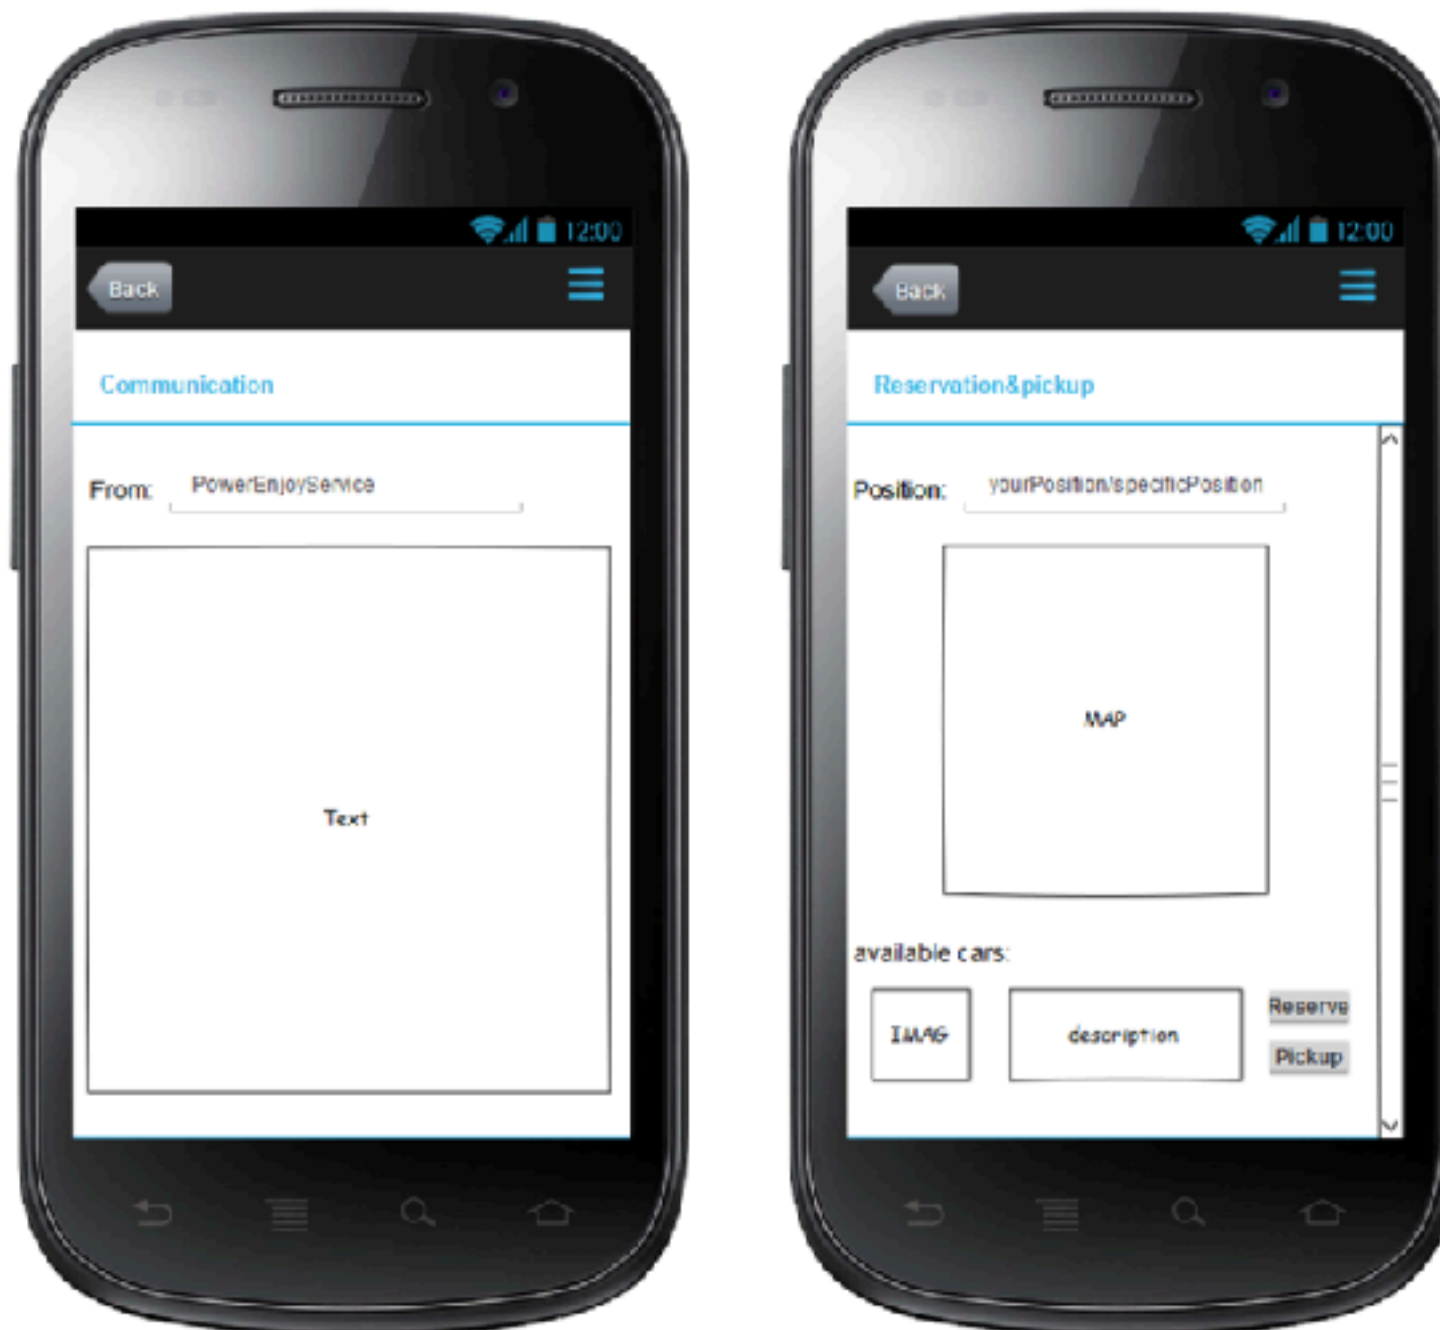 12:00
Back
Communication
From: PowerEnjoyService
Text
12:00
Back
Reservation&pickup
Position: yourPosition/specificPosition
MAP
available cars:
IMAG description Reserve
Pickup